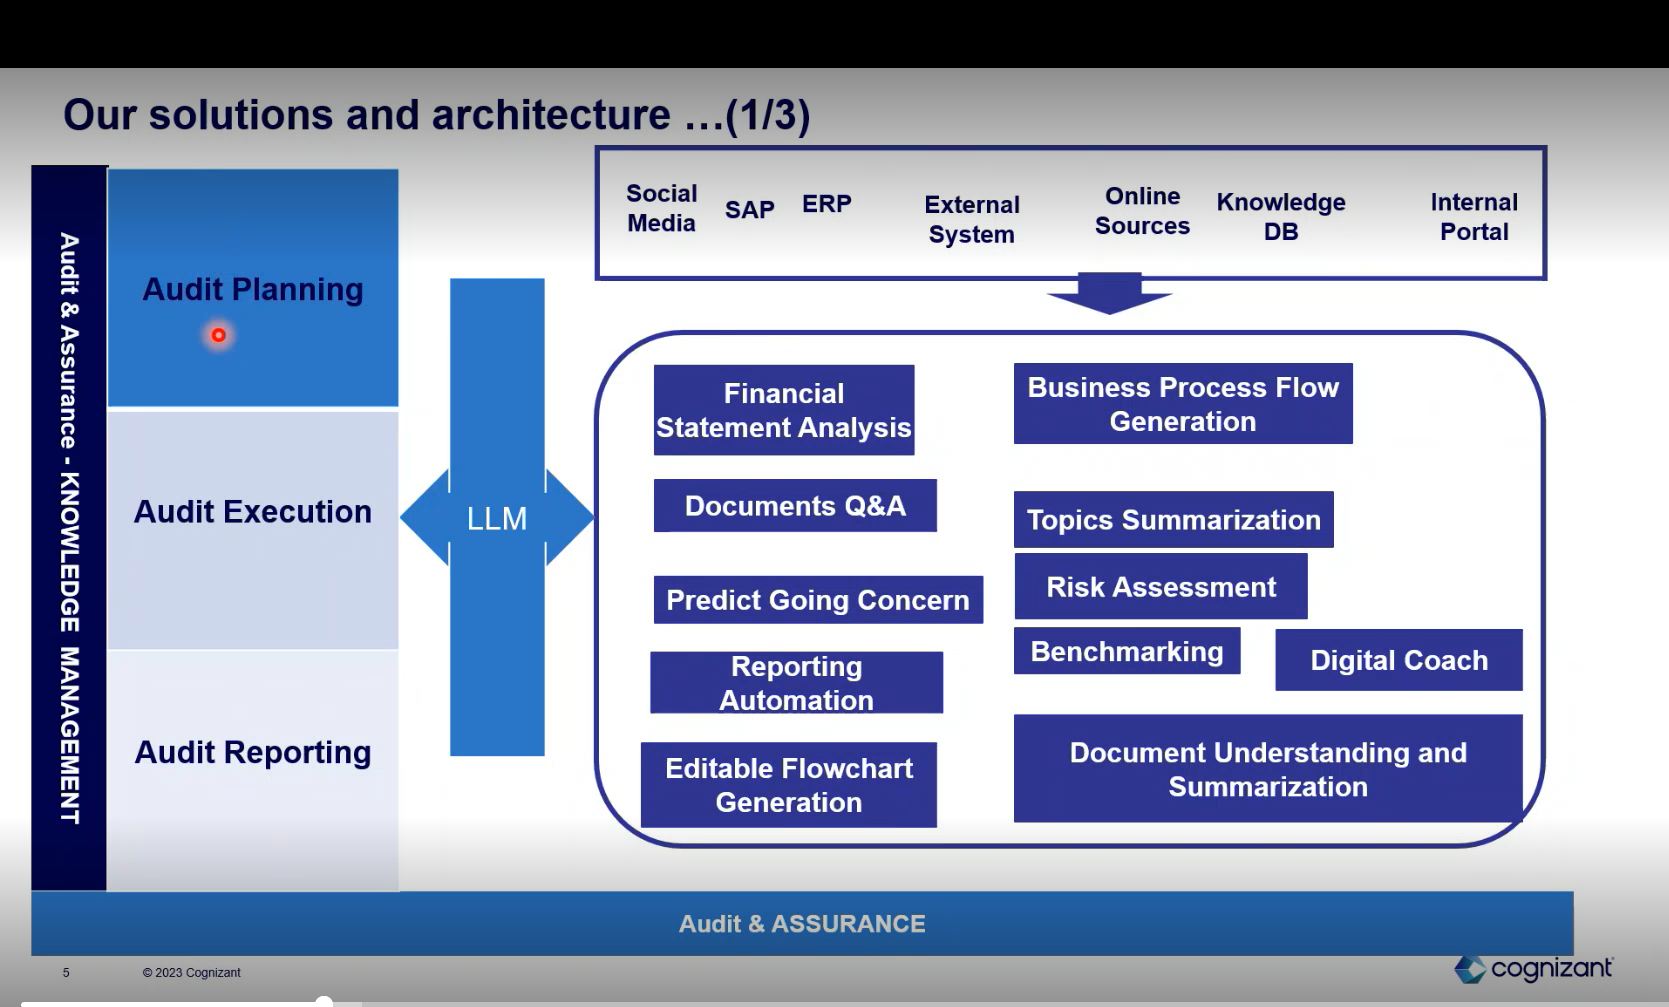 Our solutions and architecture ...(1/3)
Audit & Assurance - KNOWLEDGE MANAGEMENT
Audit Planning
Audit Execution
Audit Reporting
LLM
Social
Media
SAP
ERP
External
System
Online
Sources
Knowledge
DB
Internal
Portal
Financial
Statement Analysis
Documents Q&A
Predict Going Concern
Reporting
Automation
Editable Flowchart
Generation
Business Process Flow
Generation
Topics Summarization
Risk Assessment
Benchmarking
Digital Coach
Document Understanding and
Summarization
Audit & ASSURANCE
5
© 2023 Cognizant
cognizant